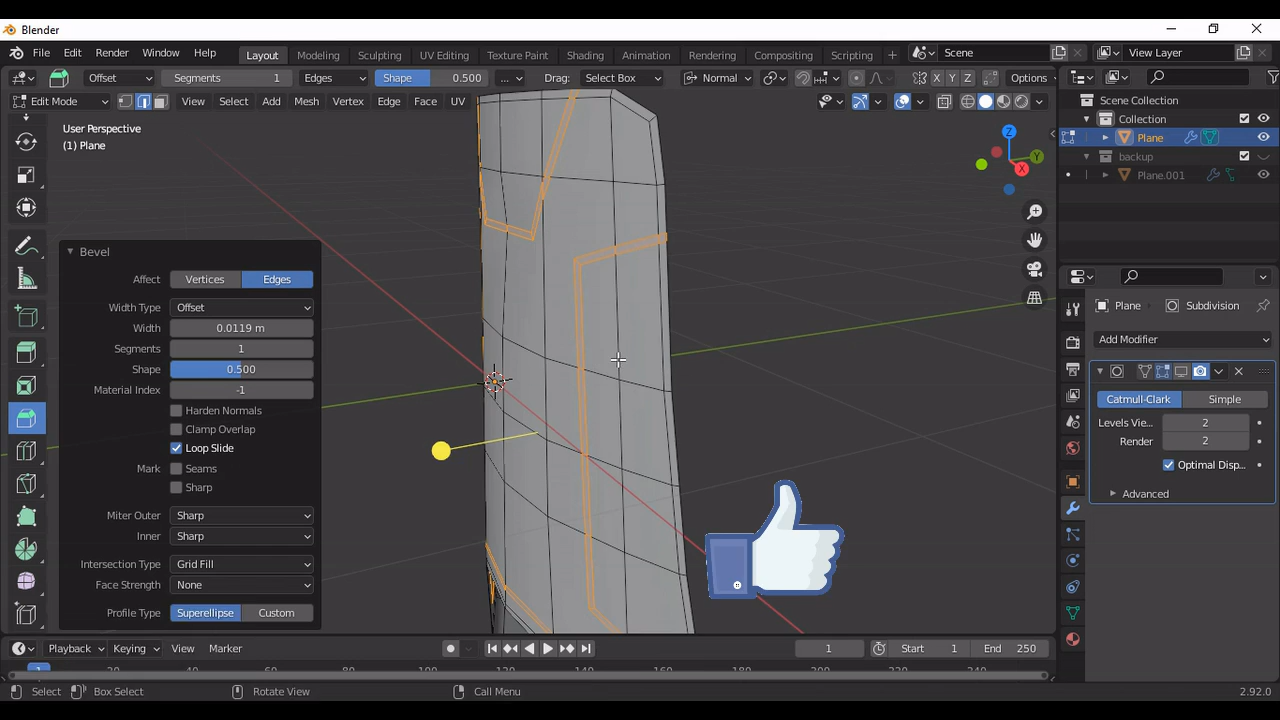 Blender
File Edit Render Window Help
Layout Modeling Sculpting UV Editing Texture Paint Shading Animation Rendering Compositing Scripting +
Scene
View Layer
Offset Segments 1 Edges Shape 0.500 ... Drag: Select Box Normal X Y Z Options
Edit Mode View Select Add Mesh Vertex Edge Face UV
User Perspective
(1) Plane
Z
Y
X
Scene Collection
Collection
Plane
backup
Plane.001
Bevel
Affect Vertices Edges
Width Type Offset
Width 0.0119 m
Segments 1
Shape 0.500
Material Index -1
Harden Normals
Clamp Overlap
Loop Slide
Mark Seams
Sharp
Miter Outer Sharp
Inner Sharp
Intersection Type Grid Fill
Face Strength None
Profile Type Superellipse Custom
Plane Subdivision
Add Modifier
Catmull-Clark Simple
Levels Vie... 2
Render 2
Optimal Disp...
Advanced
Playback Keying View Marker 1 Start 1 End 250
1
Select Box Select Rotate View Call Menu 2.92.0